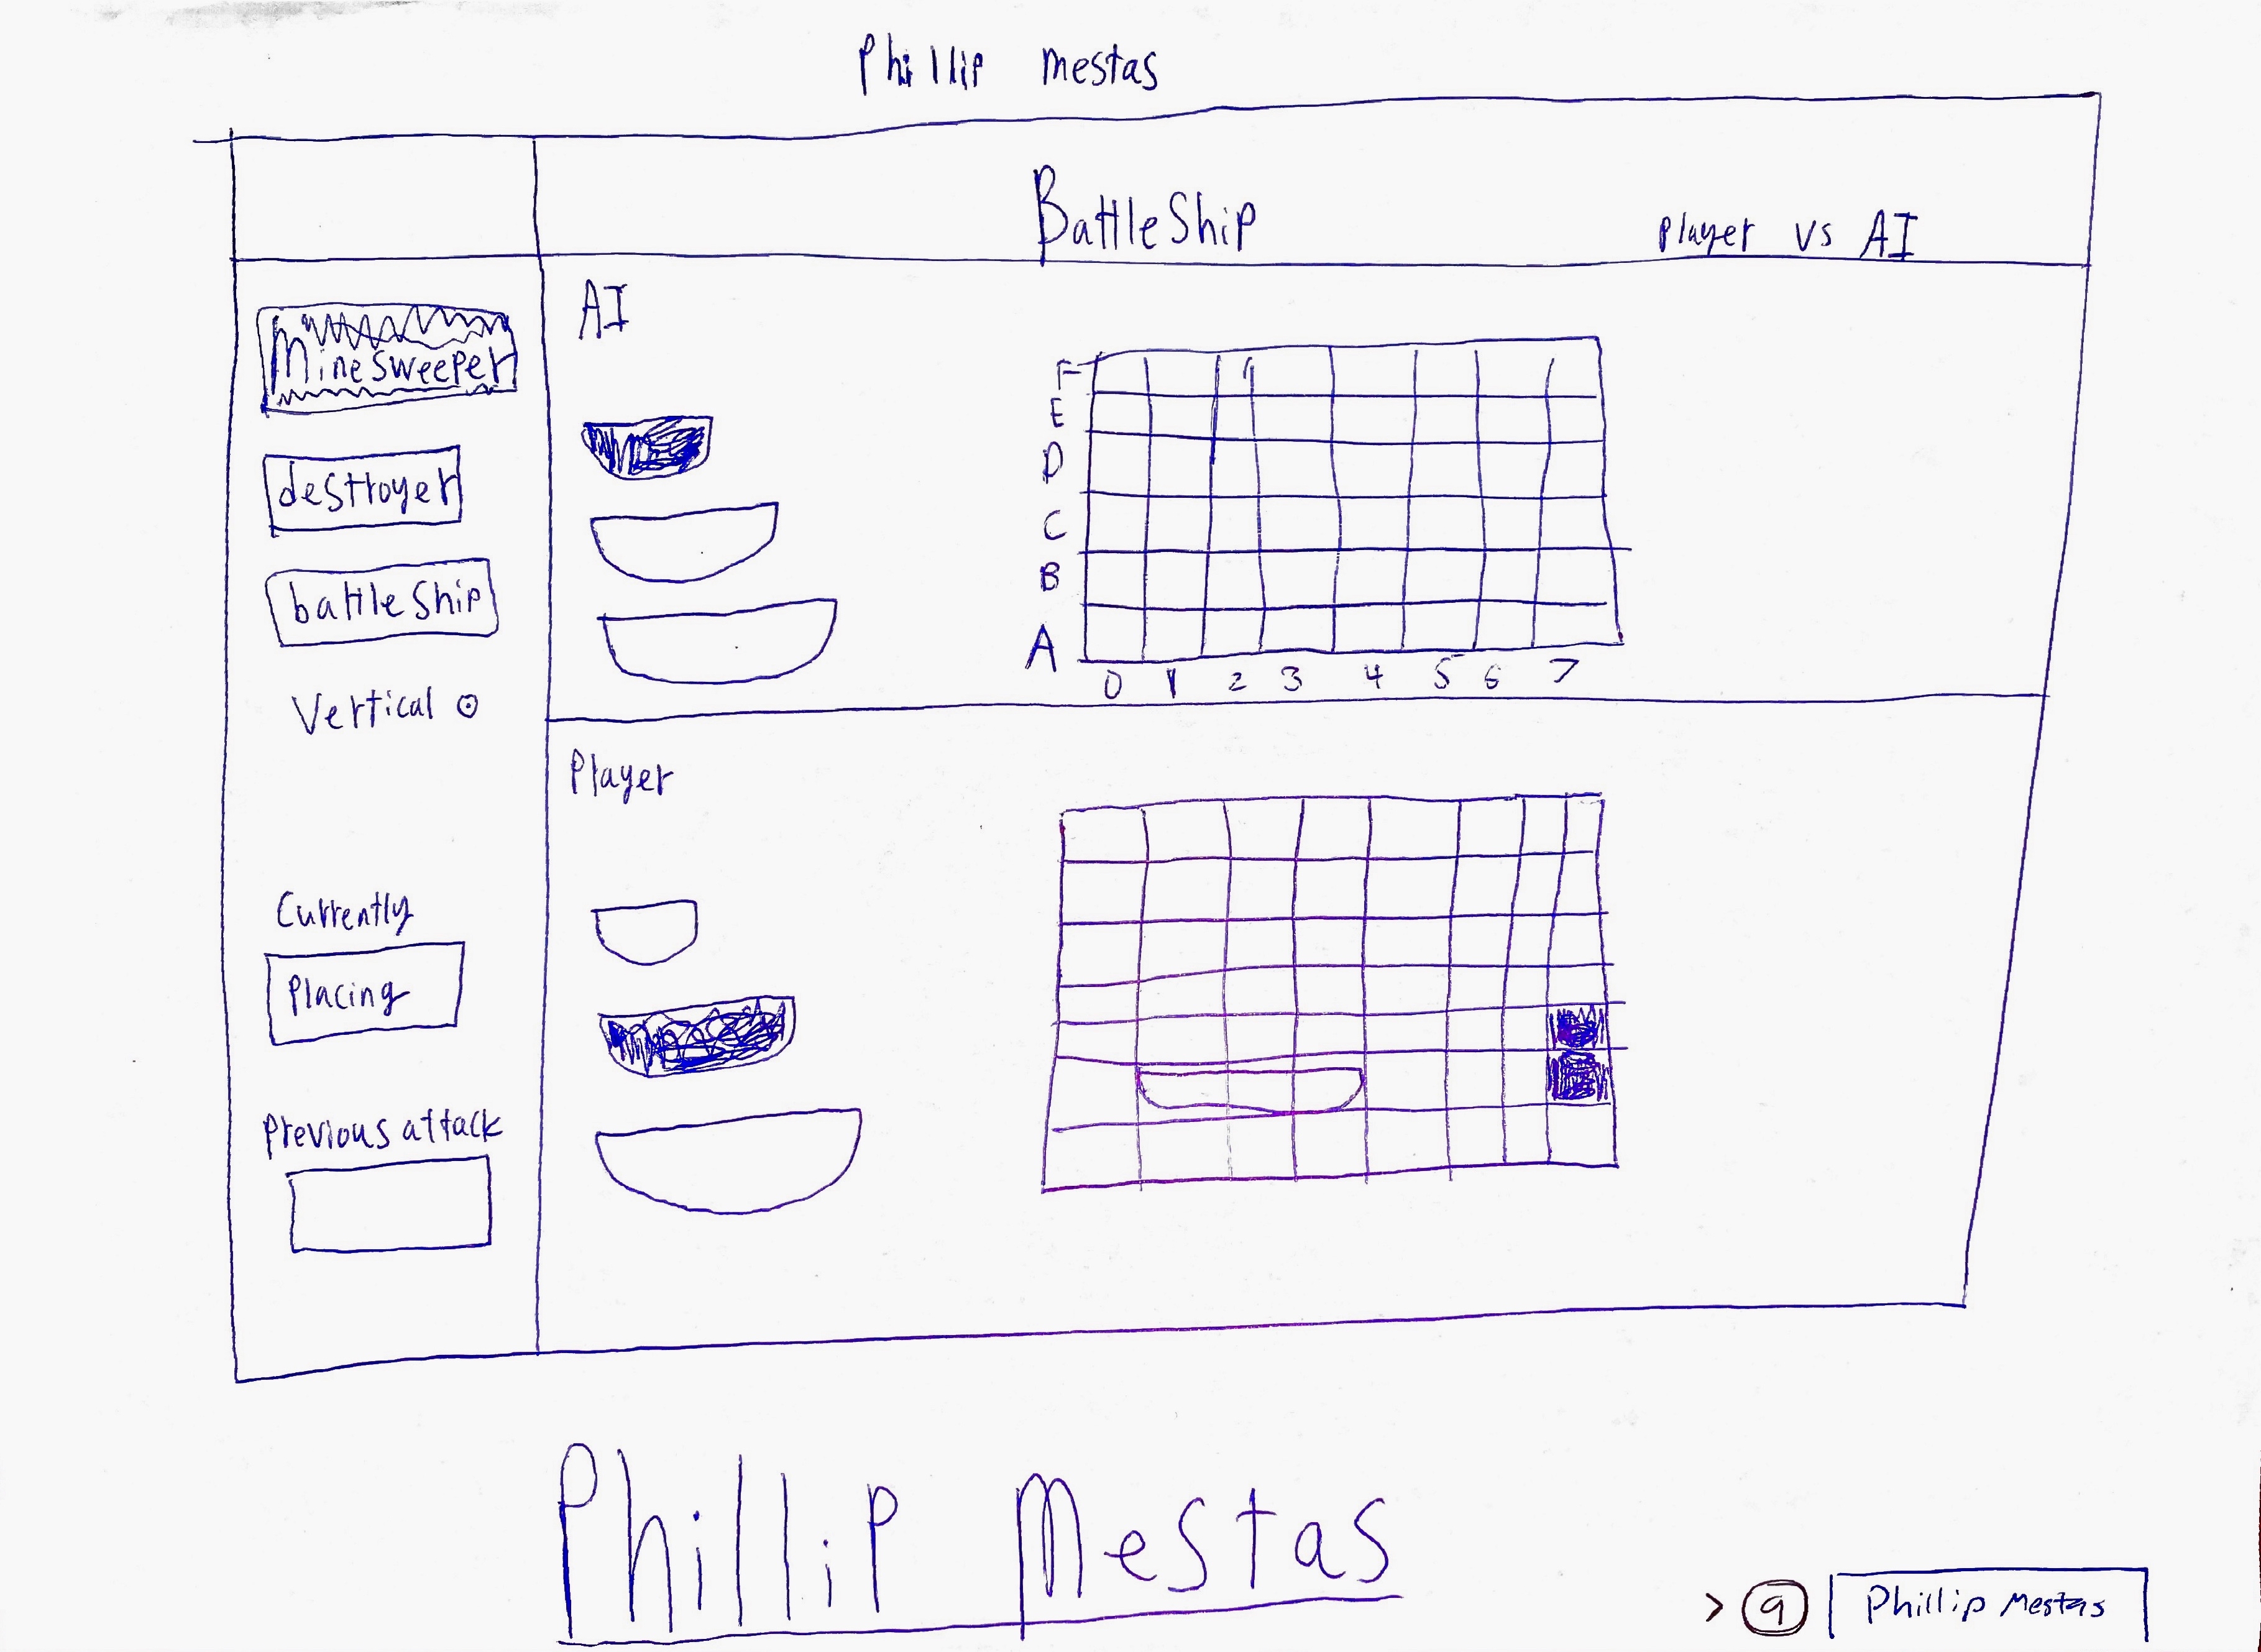 Phillip mestas
BattleShip
Player vs AI
Minesweeper
destroyer
battleship
Vertical
Currently
Placing
Previous attack
AI
F
E
D
C
B
A
0 1 2 3 4 5 6 7
Player
Phillip Mestas
> 9 Phillip Mestas